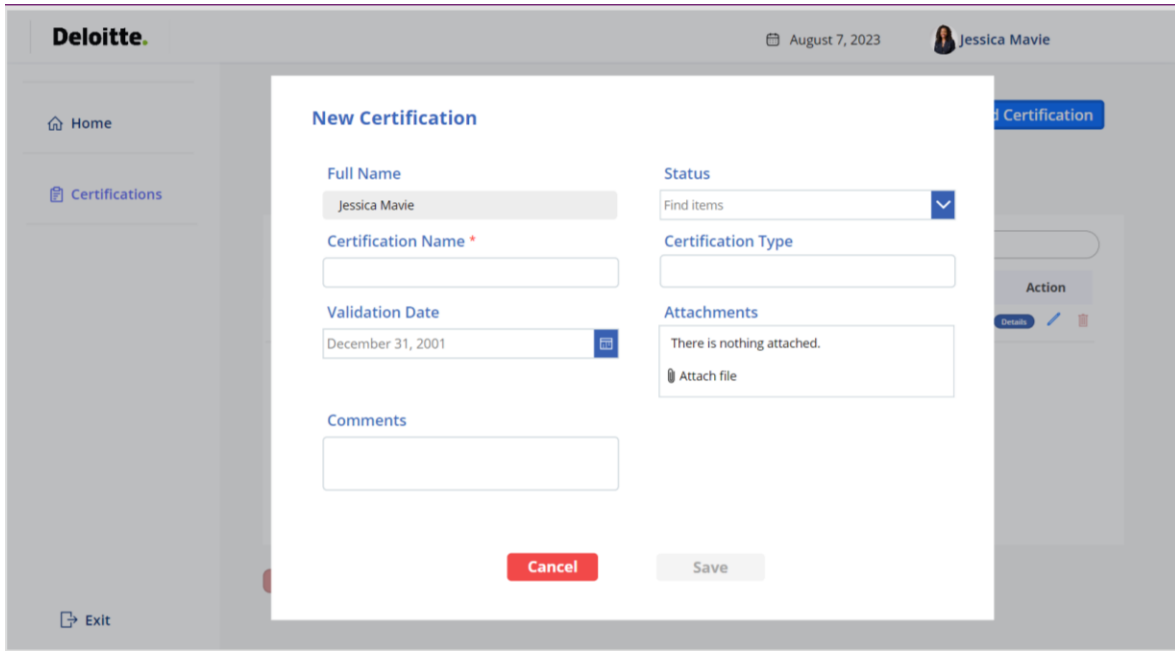 Deloitte.
August 7, 2023
Jessica Mavie
Home
Certifications
Exit
Certification
New Certification
Full Name
Jessica Mavie
Status
Find items
Certification Name *
Certification Type
Validation Date
December 31, 2001
Attachments
There is nothing attached.
Attach file
Comments
Cancel
Save
Action
Details